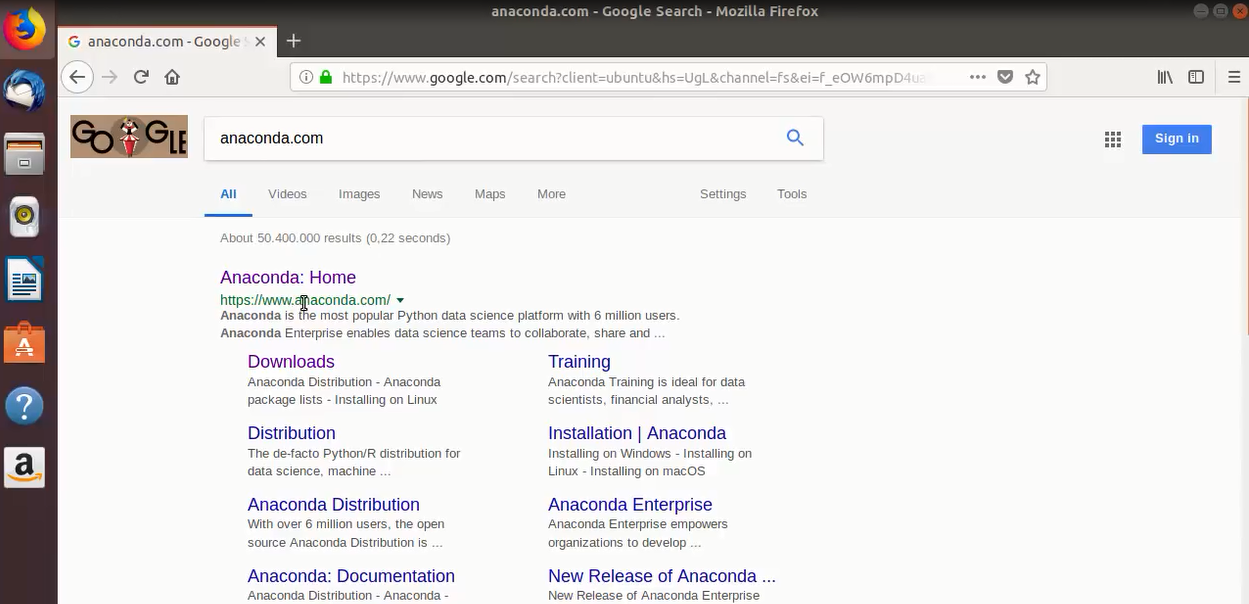 anaconda.com - Google Search - Mozilla Firefox
anaconda.com - Google S
https://www.google.com/search?client=ubuntu&hs=UgL&channel=fs&ei=f_eOW6mpD4ua
GOOGLE
anaconda.com
Sign in
All Videos Images News Maps More Settings Tools
About 50.400.000 results (0,22 seconds)
Anaconda: Home
https://www.anaconda.com/
Anaconda is the most popular Python data science platform with 6 million users.
Anaconda Enterprise enables data science teams to collaborate, share and ...
Downloads
Anaconda Distribution - Anaconda
package lists - Installing on Linux
Training
Anaconda Training is ideal for data
scientists, financial analysts, ...
Distribution
The de-facto Python/R distribution for
data science, machine ...
Installation | Anaconda
Installing on Windows - Installing on
Linux - Installing on macOS
Anaconda Distribution
With over 6 million users, the open
source Anaconda Distribution is ...
Anaconda Enterprise
Anaconda Enterprise empowers
organizations to develop ...
Anaconda: Documentation
Anaconda Distribution - Anaconda -
New Release of Anaconda ...
New Release of Anaconda Enterprise